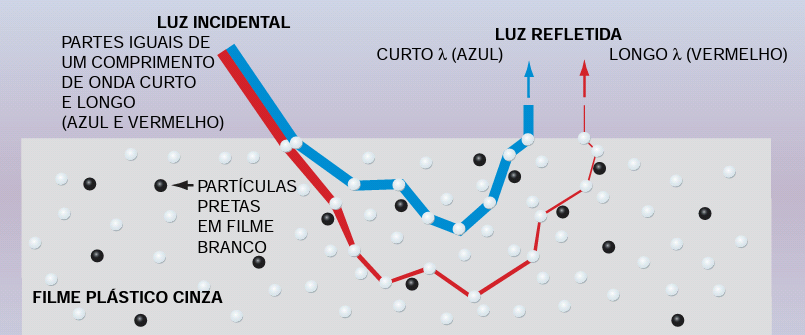 LUZ INCIDENTAL
PARTES IGUAIS DE
UM COMPRIMENTO
DE ONDA CURTO
E LONGO
(AZUL E VERMELHO)
LUZ REFLETIDA
CURTO λ (AZUL)
LONGO λ (VERMELHO)
PARTÍCULAS
PRETAS
EM FILME
BRANCO
FILME PLÁSTICO CINZA